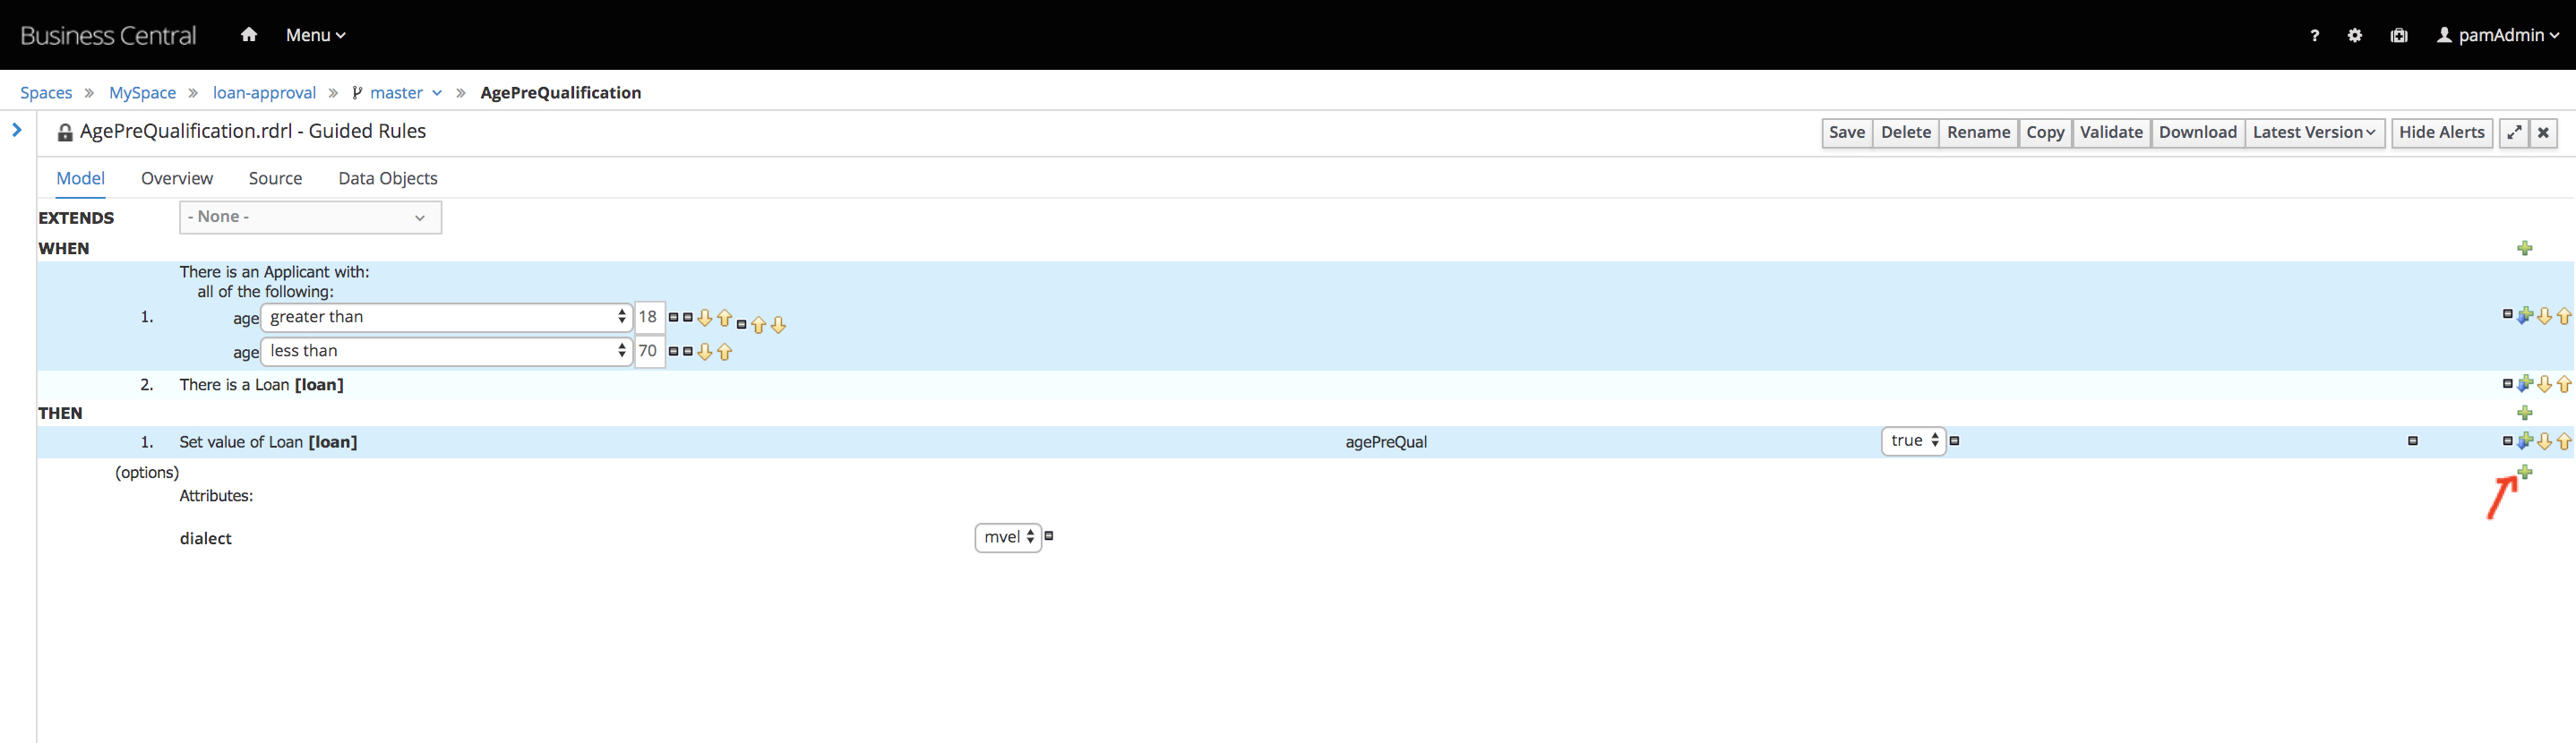 Business Central Menu ? pamAdmin
Spaces » MySpace » loan-approval » master » AgePreQualification
AgePreQualification.rdrl - Guided Rules Save Delete Rename Copy Validate Download Latest Version Hide Alerts
Model Overview Source Data Objects
EXTENDS - None -
WHEN
There is an Applicant with:
all of the following:
1. age greater than 18
age less than 70
2. There is a Loan [loan]
THEN
1. Set value of Loan [loan] agePreQual true
(options)
Attributes:
dialect mvel